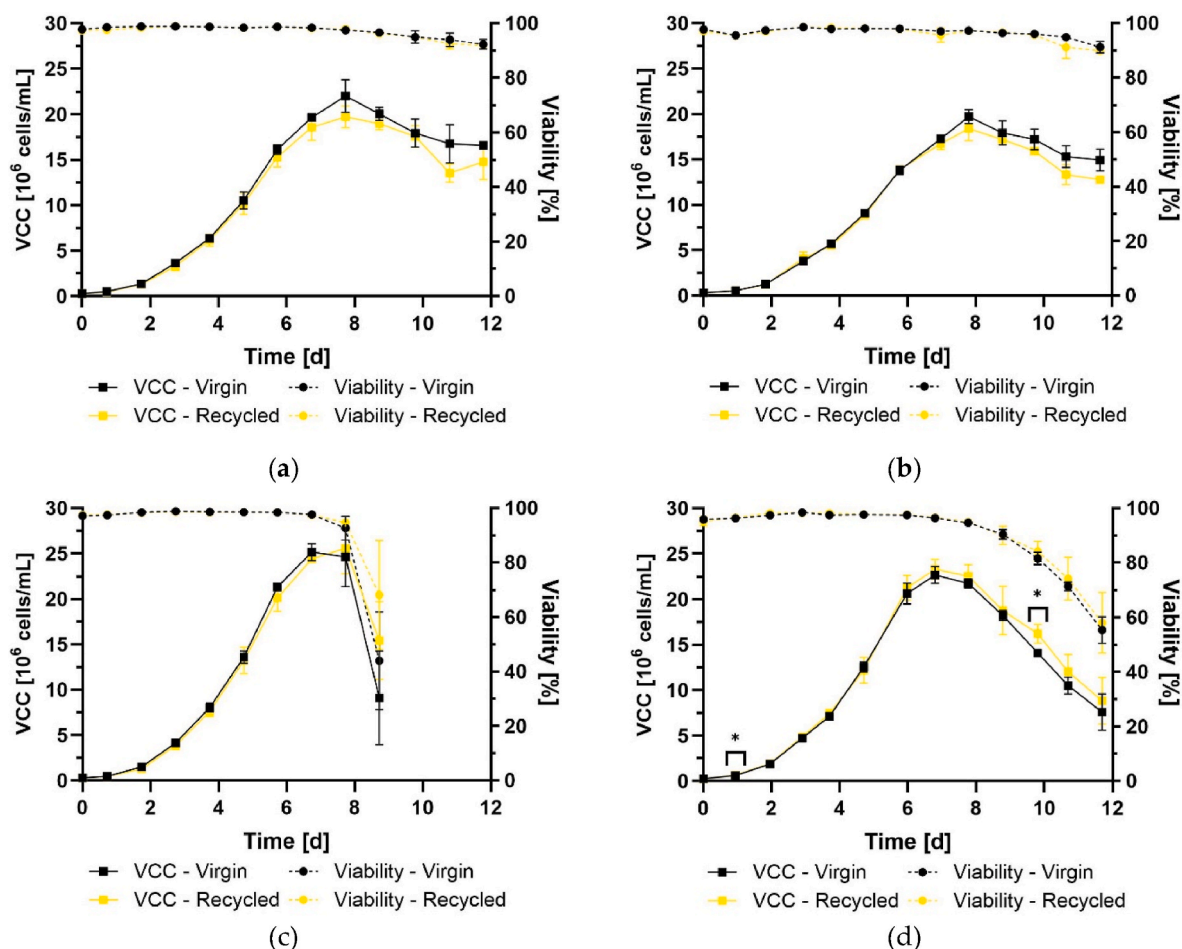 VCC [10⁶ cells/mL]
30
25
20
15
10
5
0
100
80
60
40
20
0
Viability [%]
0 2 4 6 8 10 12
Time [d]
VCC - Virgin Viability - Virgin
VCC - Recycled Viability - Recycled
(a)
VCC [10⁶ cells/mL]
30
25
20
15
10
5
0
100
80
60
40
20
0
Viability [%]
0 2 4 6 8 10 12
Time [d]
VCC - Virgin Viability - Virgin
VCC - Recycled Viability - Recycled
(b)
VCC [10⁶ cells/mL]
30
25
20
15
10
5
0
100
80
60
40
20
0
Viability [%]
0 2 4 6 8 10 12
Time [d]
VCC - Virgin Viability - Virgin
VCC - Recycled Viability - Recycled
(c)
VCC [10⁶ cells/mL]
30
25
20
15
10
5
0
*
*
100
80
60
40
20
0
Viability [%]
0 2 4 6 8 10 12
Time [d]
VCC - Virgin Viability - Virgin
VCC - Recycled Viability - Recycled
(d)